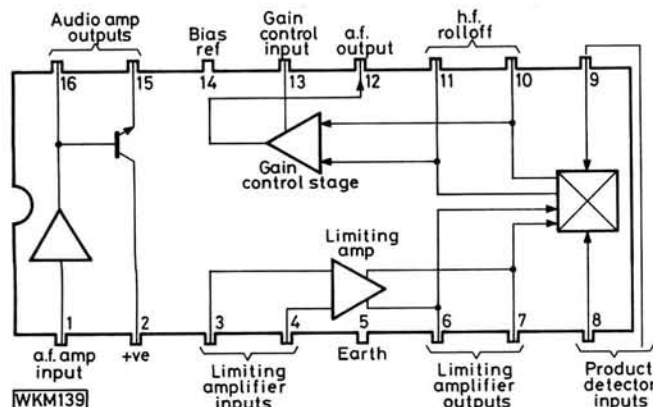 Audio amp
outputs
Bias
ref
Gain
control
input
a.f.
output
h.f.
rolloff
16
15
14
13
12
11
10
9
Gain
control stage
Limiting
amp
1
2
3
4
5
6
7
8
a.f. amp
input
+ve
Limiting
amplifier
inputs
Earth
Limiting
amplifier
outputs
Product
detector
inputs
WKM139